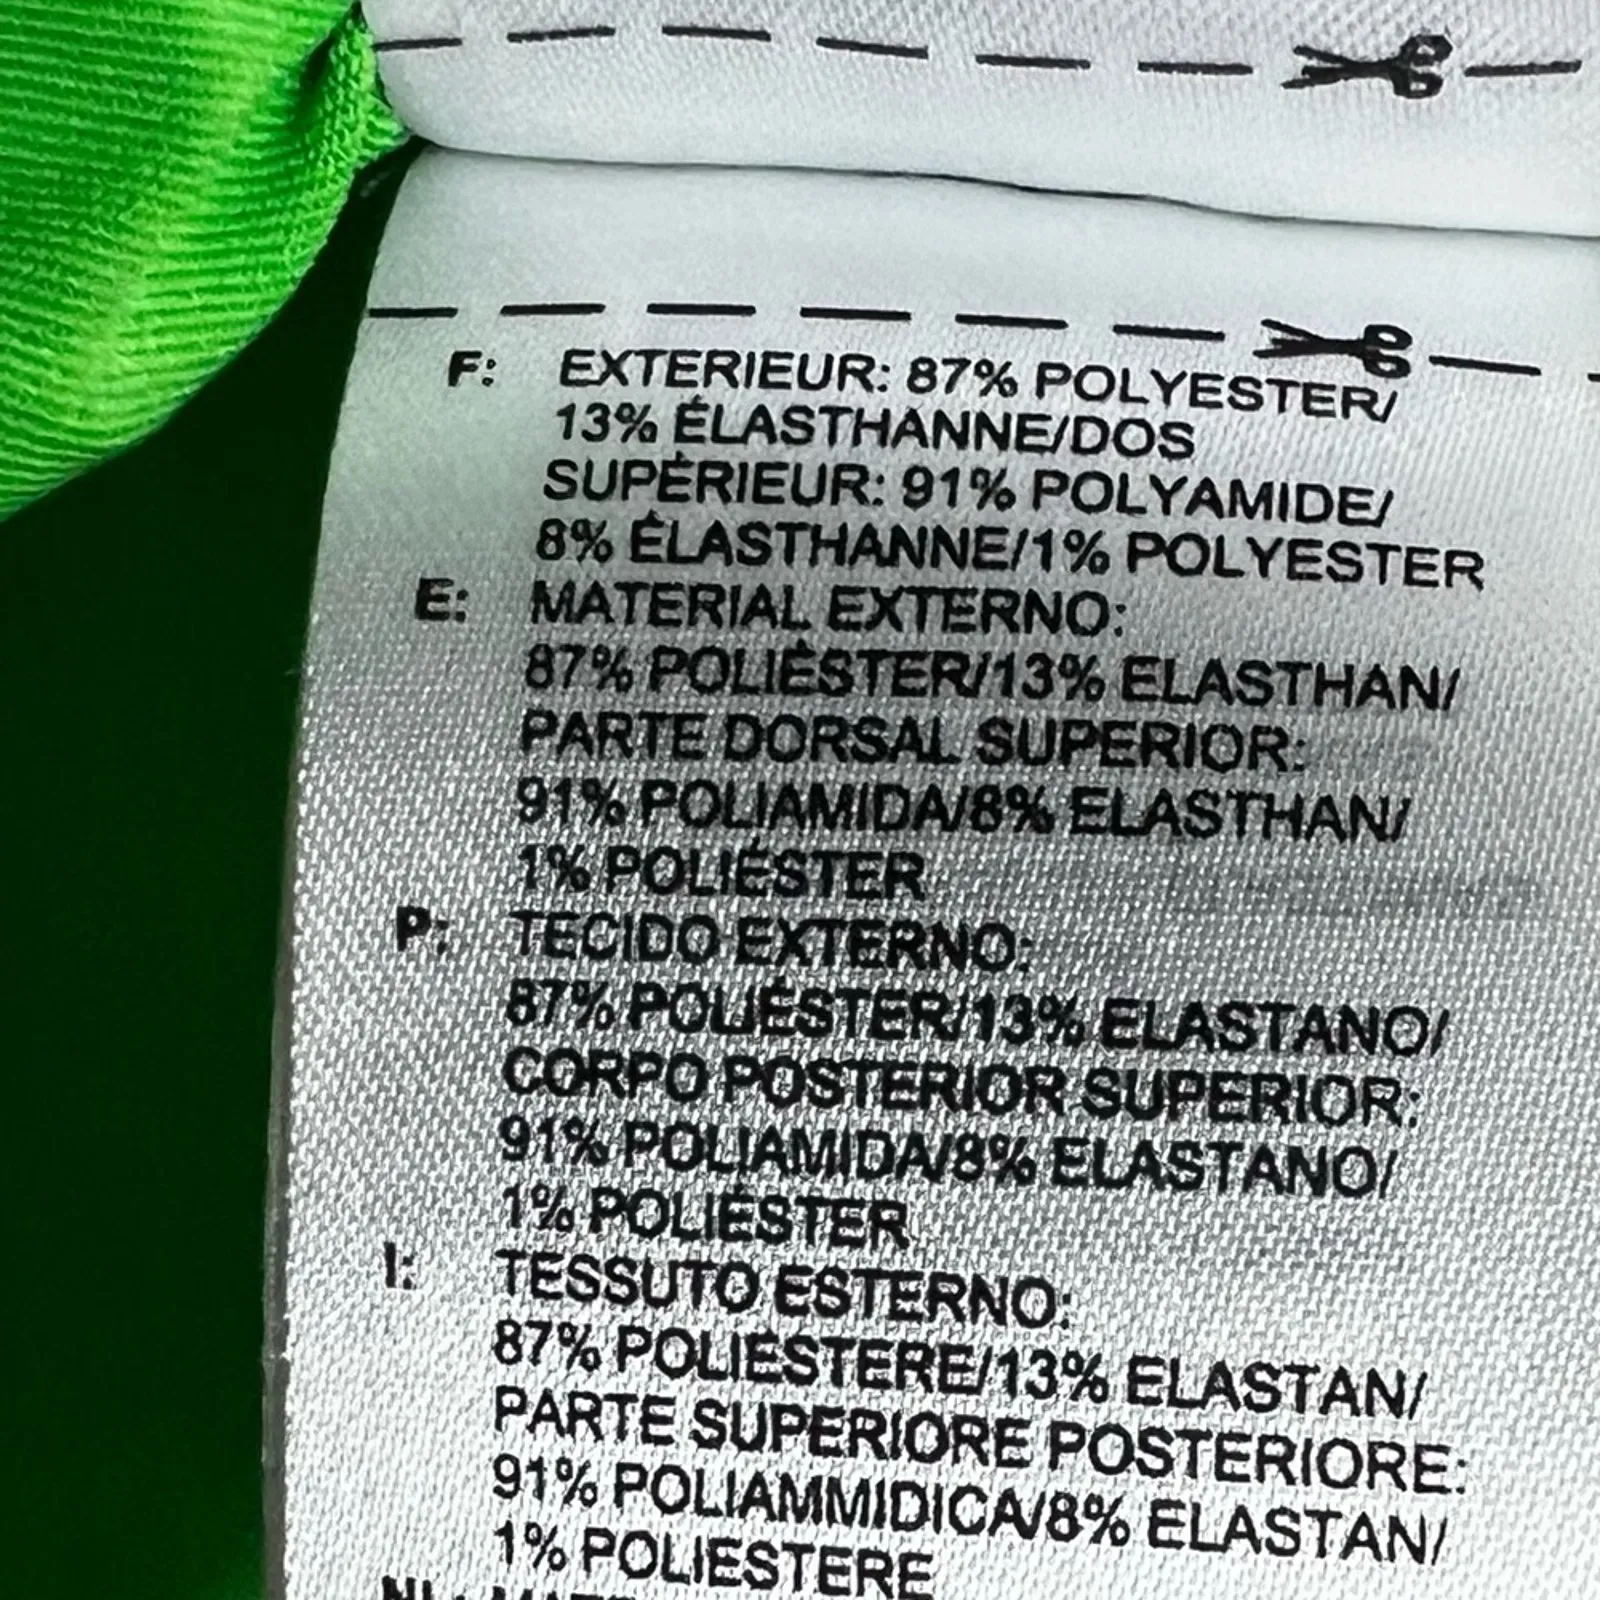 F: EXTERIEUR: 87% POLYESTER/
13% ÉLASTHANNE/DOS
SUPÉRIEUR: 91% POLYAMIDE/
8% ÉLASTHANNE/1% POLYESTER
E: MATERIAL EXTERNO:
87% POLIÉSTER/13% ELASTHAN/
PARTE DORSAL SUPERIOR:
91% POLIAMIDA/8% ELASTHAN/
1% POLIÉSTER
P: TECIDO EXTERNO:
87% POLIÉSTER/13% ELASTANO/
CORPO POSTERIOR SUPERIOR:
91% POLIAMIDA/8% ELASTANO/
1% POLIÉSTER
I: TESSUTO ESTERNO:
87% POLIESTERE/13% ELASTAN/
PARTE SUPERIORE POSTERIORE:
91% POLIAMMIDICA/8% ELASTAN/
1% POLIESTERE